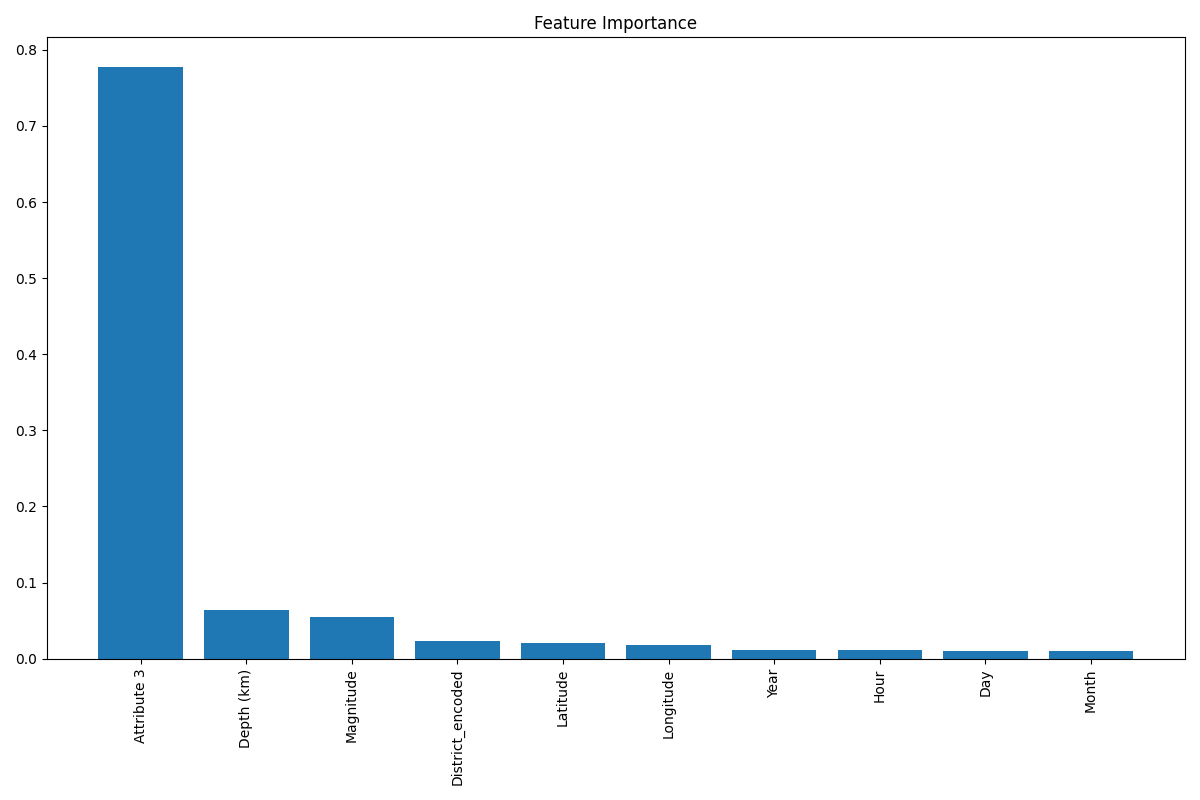 Feature Importance
0.8
0.7
0.6
0.5
0.4
0.3
0.2
0.1
0.0
Attribute 3
Depth (km)
Magnitude
District_encoded
Latitude
Longitude
Year
Hour
Day
Month